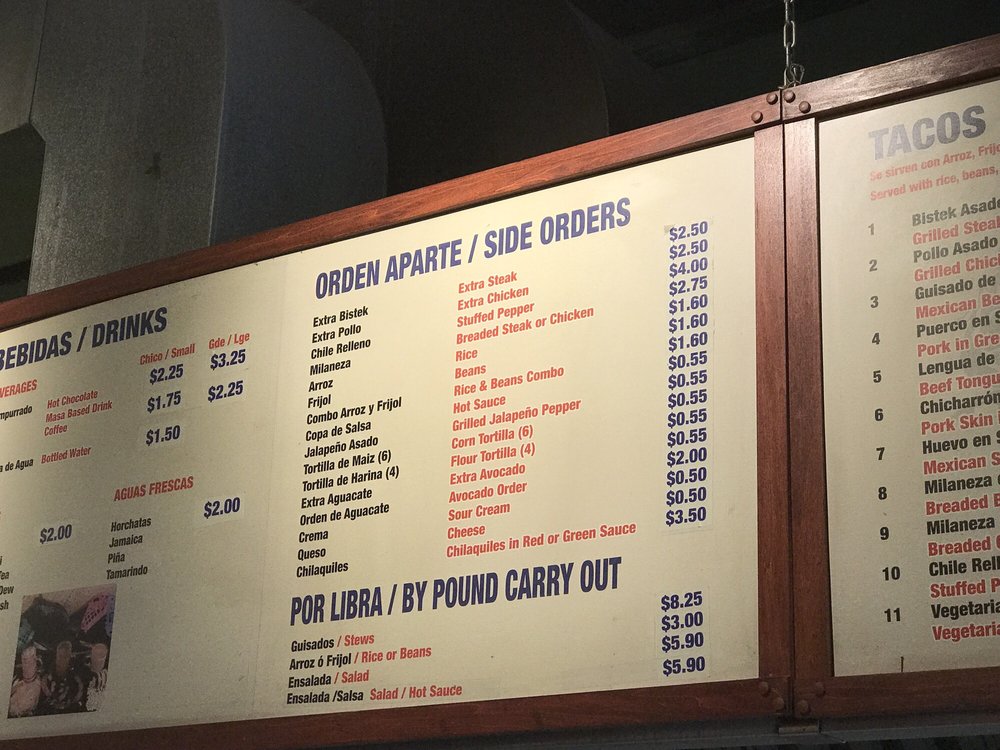 BEBIDAS / DRINKS
Chico / Small Gde / Lge
VERAGES
Hot Chocolate $2.25 $3.25
mpurrado Masa Based Drink $1.75 $2.25
Coffee $1.50
a de Agua Bottled Water
AGUAS FRESCAS
$2.00
Horchatas $2.00
Jamaica
Piña
Tamarindo
ORDEN APARTE / SIDE ORDERS
Extra Bistek Extra Steak $2.50
Extra Pollo Extra Chicken $2.50
Chile Relleno Stuffed Pepper $4.00
Milaneza Breaded Steak or Chicken $2.75
Arroz Rice $1.60
Frijol Beans $1.60
Combo Arroz y Frijol Rice & Beans Combo $1.60
Copa de Salsa Hot Sauce $0.55
Jalapeño Asado Grilled Jalapeño Pepper $0.55
Tortilla de Maiz (6) Corn Tortilla (6) $0.55
Tortilla de Harina (4) Flour Tortilla (4) $0.55
Extra Aguacate Extra Avocado $0.55
Orden de Aguacate Avocado Order $2.00
Crema Sour Cream $0.50
Queso Cheese $0.50
Chilaquiles Chilaquiles in Red or Green Sauce $3.50
POR LIBRA / BY POUND CARRY OUT
Guisados / Stews $8.25
Arroz ó Frijol / Rice or Beans $3.00
Ensalada / Salad $5.90
Ensalada /Salsa Salad / Hot Sauce $5.90
TACOS
Se sirven con Arroz, Frijo
Served with rice, beans,
1 Bistek Asado
Grilled Steak
2 Pollo Asado
Grilled Chic
3 Guisado de
Mexican Be
4 Puerco en S
Pork in Gre
5 Lengua de
Beef Tongu
6 Chicharrón
Pork Skin
7 Huevo en s
Mexican S
8 Milaneza
Breaded B
9 Milaneza
Breaded
10 Chile Rell
Stuffed P
11 Vegetaria
Vegetaria